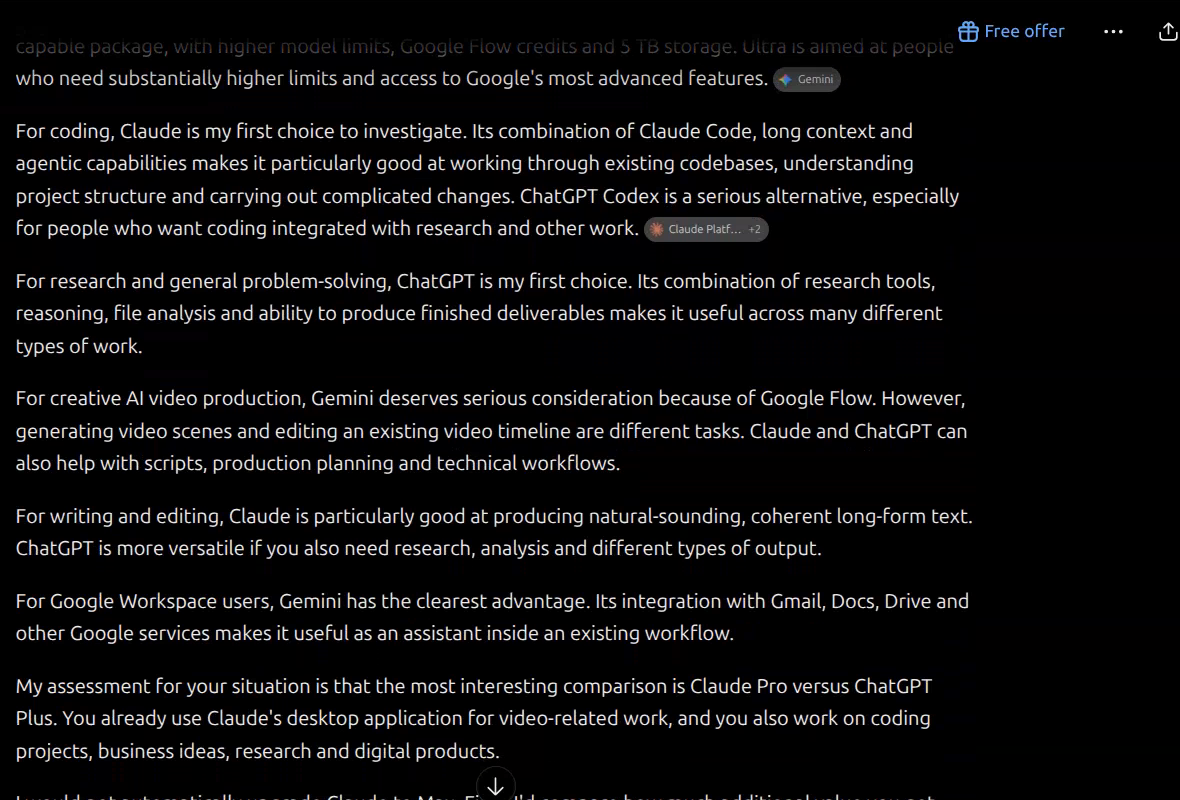 Free offer
capable package, with higher model limits, Google Flow credits and 5 TB storage. Ultra is aimed at people
who need substantially higher limits and access to Google's most advanced features. Gemini
For coding, Claude is my first choice to investigate. Its combination of Claude Code, long context and
agentic capabilities makes it particularly good at working through existing codebases, understanding
project structure and carrying out complicated changes. ChatGPT Codex is a serious alternative, especially
for people who want coding integrated with research and other work. Claude Platf... +2
For research and general problem-solving, ChatGPT is my first choice. Its combination of research tools,
reasoning, file analysis and ability to produce finished deliverables makes it useful across many different
types of work.
For creative AI video production, Gemini deserves serious consideration because of Google Flow. However,
generating video scenes and editing an existing video timeline are different tasks. Claude and ChatGPT can
also help with scripts, production planning and technical workflows.
For writing and editing, Claude is particularly good at producing natural-sounding, coherent long-form text.
ChatGPT is more versatile if you also need research, analysis and different types of output.
For Google Workspace users, Gemini has the clearest advantage. Its integration with Gmail, Docs, Drive and
other Google services makes it useful as an assistant inside an existing workflow.
My assessment for your situation is that the most interesting comparison is Claude Pro versus ChatGPT
Plus. You already use Claude's desktop application for video-related work, and you also work on coding
projects, business ideas, research and digital products.